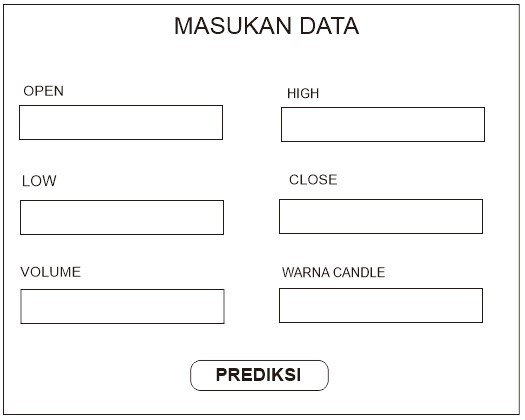 MASUKAN DATA
OPEN
HIGH
LOW
CLOSE
VOLUME
WARNA CANDLE
PREDIKSI